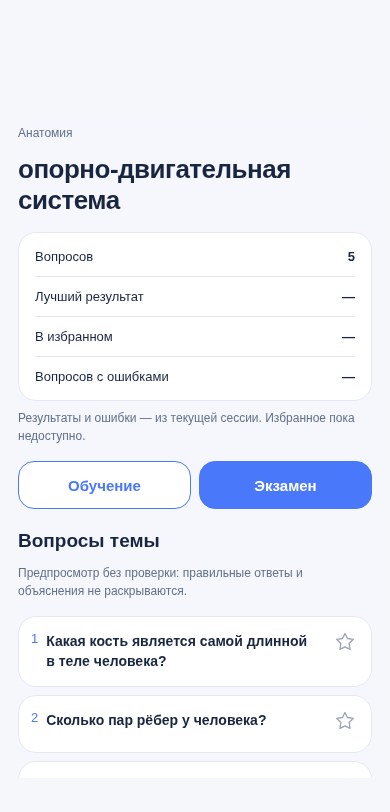 Анатомия
опорно-двигательная
система
Вопросов 5
Лучший результат —
В избранном —
Вопросов с ошибками —
Результаты и ошибки — из текущей сессии. Избранное пока
недоступно.
Обучение Экзамен
Вопросы темы
Предпросмотр без проверки: правильные ответы и
объяснения не раскрываются.
1 Какая кость является самой длинной
в теле человека?
2 Сколько пар рёбер у человека?